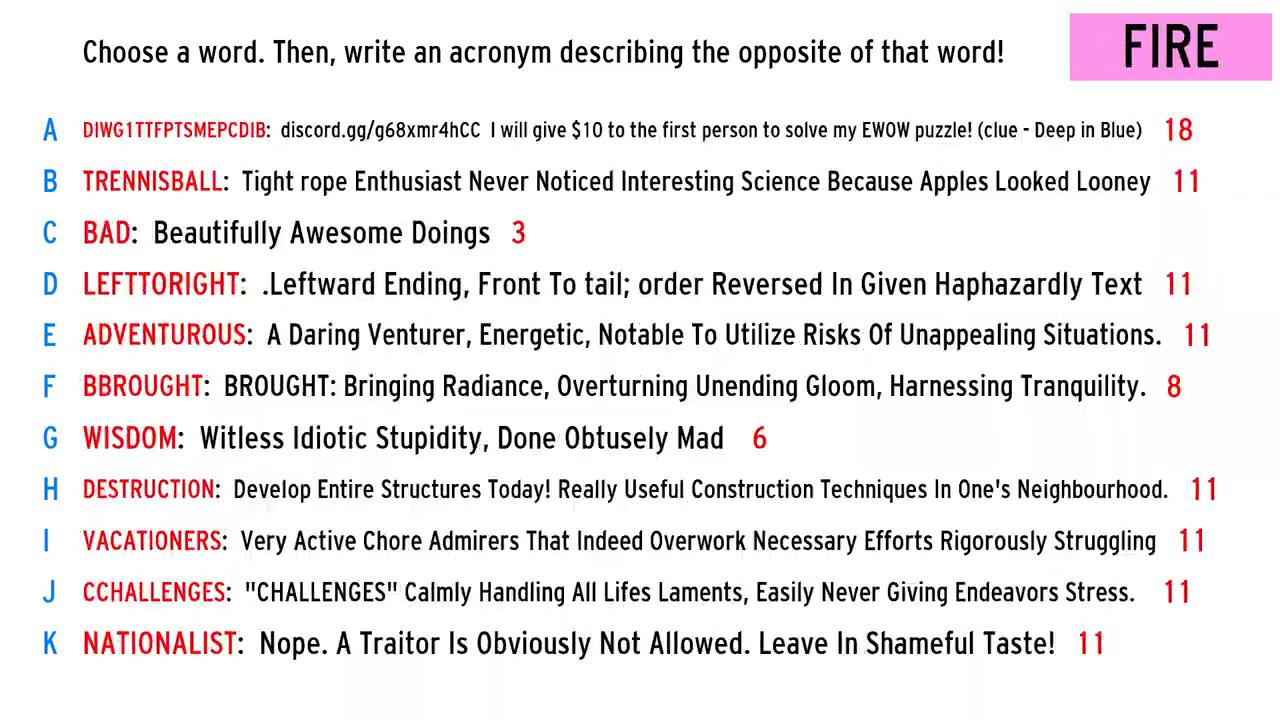 Choose a word. Then, write an acronym describing the opposite of that word!
FIRE
A DIWG1TTFPTSMEPCDIB: discord.gg/g68xmr4hCC I will give $10 to the first person to solve my EWOW puzzle! (clue - Deep in Blue) 18
B TRENNISBALL: Tight rope Enthusiast Never Noticed Interesting Science Because Apples Looked Looney 11
C BAD: Beautifully Awesome Doings 3
D LEFTTORIGHT: .Leftward Ending, Front To tail; order Reversed In Given Haphazardly Text 11
E ADVENTUROUS: A Daring Venturer, Energetic, Notable To Utilize Risks Of Unappealing Situations. 11
F BBROUGHT: BROUGHT: Bringing Radiance, Overturning Unending Gloom, Harnessing Tranquility. 8
G WISDOM: Witless Idiotic Stupidity, Done Obtusely Mad 6
H DESTRUCTION: Develop Entire Structures Today! Really Useful Construction Techniques In One's Neighbourhood. 11
I VACATIONERS: Very Active Chore Admirers That Indeed Overwork Necessary Efforts Rigorously Struggling 11
J CCHALLENGES: "CHALLENGES" Calmly Handling All Lifes Laments, Easily Never Giving Endeavors Stress. 11
K NATIONALIST: Nope. A Traitor Is Obviously Not Allowed. Leave In Shameful Taste! 11